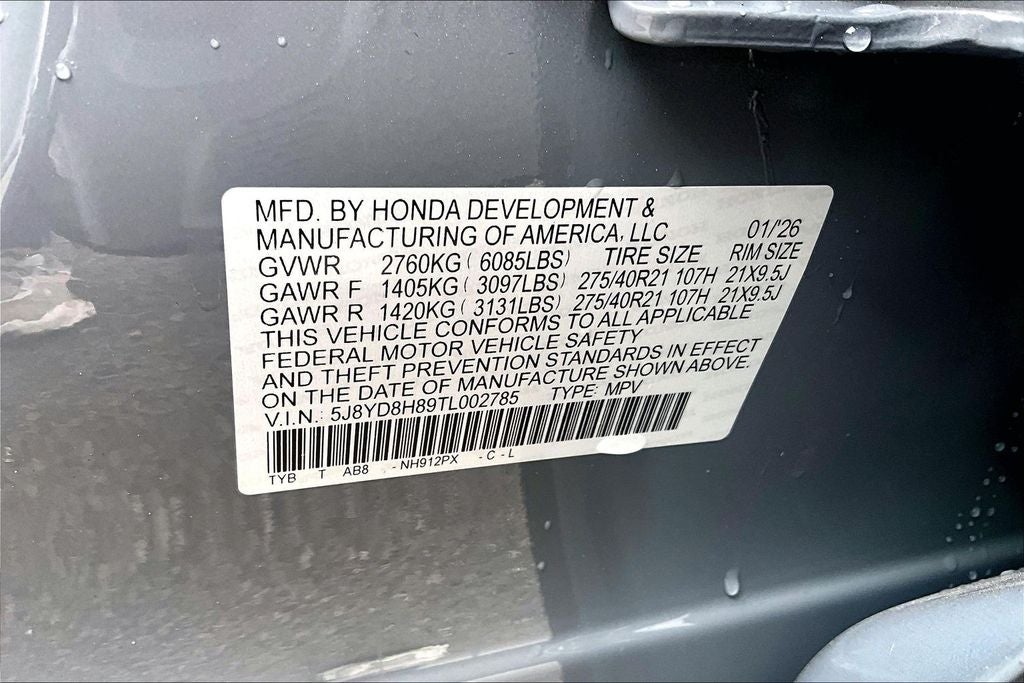 MFD. BY HONDA DEVELOPMENT &
MANUFACTURING OF AMERICA, LLC 01/'26
GVWR 2760KG ( 6085LBS) TIRE SIZE RIM SIZE
GAWR F 1405KG ( 3097LBS) 275/40R21 107H 21X9.5J
GAWR R 1420KG ( 3131LBS) 275/40R21 107H 21X9.5J
THIS VEHICLE CONFORMS TO ALL APPLICABLE
FEDERAL MOTOR VEHICLE SAFETY
AND THEFT PREVENTION STANDARDS IN EFFECT
ON THE DATE OF MANUFACTURE SHOWN ABOVE.
V.I.N.: 5J8YD8H89TL002785 TYPE: MPV
TYB T AB8 - NH912PX - C - L